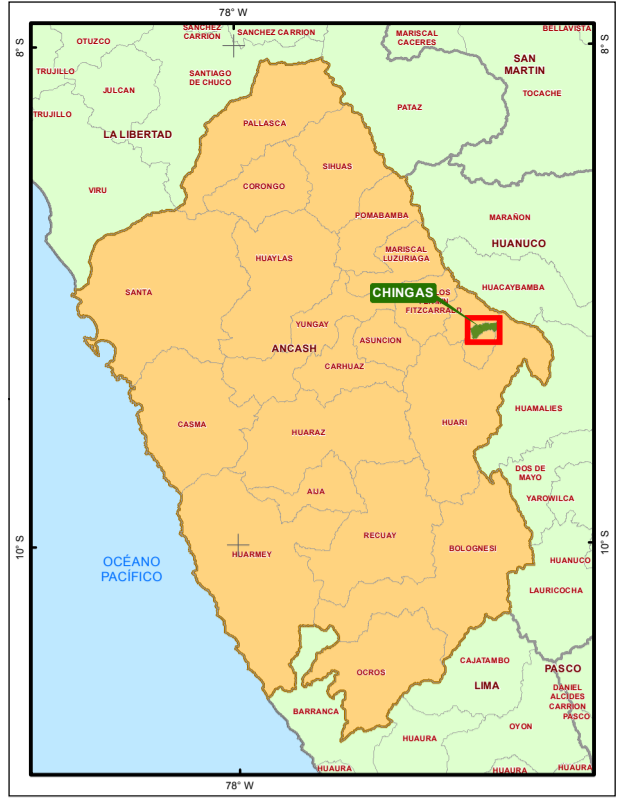 78° W
8° S
8° S
OTUZCO
SANCHEZ
CARRIÓN
SANCHEZ CARRION
MARISCAL
CACERES
BELLAVISTA
TRUJILLO
JULCAN
SANTIAGO
DE CHUCO
SAN
MARTIN
TOCACHE
TRUJILLO
PATAZ
LA LIBERTAD
PALLASCA
SIHUAS
VIRU
CORONGO
POMABAMBA
MARAÑON
HUANUCO
HUAYLAS
MARISCAL
LUZURIAGA
SANTA
HUACAYBAMBA
CHINGAS
LOS
FITZCARRALD
YUNGAY
ASUNCION
ANCASH
CARHUAZ
CASMA
HUARAZ
HUARI
HUAMALIES
DOS DE
MAYO
AIJA
YAROWILCA
RECUAY
BOLOGNESI
10° S
10° S
HUARMEY
HUANUCO
OCÉANO
PACÍFICO
LAURICOCHA
OCROS
CAJATAMBO
LIMA
PASCO
DANIEL
ALCIDES
CARRION
PASCO
BARRANCA
OYON
HUAURA
HUAURA
HUAURA
HUAURA
78° W